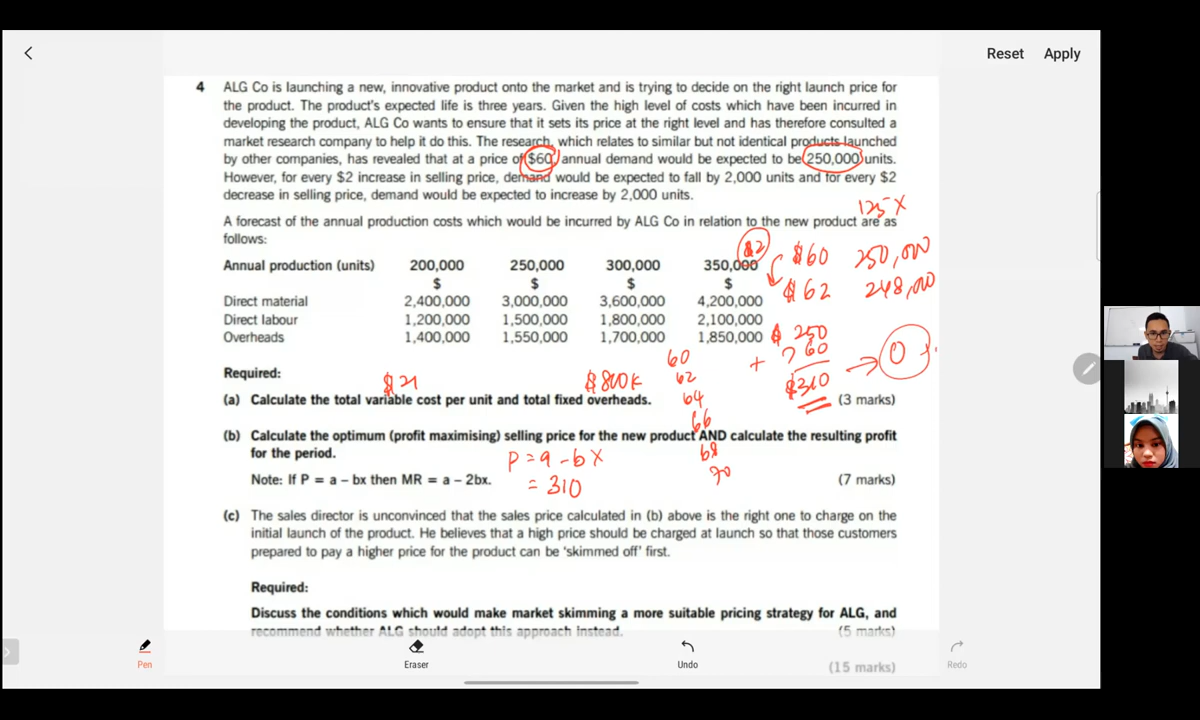 Reset Apply
4 ALG Co is launching a new, innovative product onto the market and is trying to decide on the right launch price for
the product. The product's expected life is three years. Given the high level of costs which have been incurred in
developing the product, ALG Co wants to ensure that it sets its price at the right level and has therefore consulted a
market research company to help it do this. The research, which relates to similar but not identical products launched
by other companies, has revealed that at a price of $60, annual demand would be expected to be 250,000 units.
However, for every $2 increase in selling price, demand would be expected to fall by 2,000 units and for every $2
decrease in selling price, demand would be expected to increase by 2,000 units.
125 X
A forecast of the annual production costs which would be incurred by ALG Co in relation to the new product are as
follows:
$2 $60 250,000
Annual production (units) 200,000 250,000 300,000 350,000
$ $ $ $
$62 248,000
Direct material 2,400,000 3,000,000 3,600,000 4,200,000
Direct labour 1,200,000 1,500,000 1,800,000 2,100,000
Overheads 1,400,000 1,550,000 1,700,000 1,850,000
$ 250
+ 60
$310 → 0
60
62
64
66
68
70
Required:
$21 $800K
(a) Calculate the total variable cost per unit and total fixed overheads. (3 marks)
(b) Calculate the optimum (profit maximising) selling price for the new product AND calculate the resulting profit
for the period.
P = a - bX
= 310
Note: If P = a – bx then MR = a – 2bx. (7 marks)
(c) The sales director is unconvinced that the sales price calculated in (b) above is the right one to charge on the
initial launch of the product. He believes that a high price should be charged at launch so that those customers
prepared to pay a higher price for the product can be 'skimmed off' first.
Required:
Discuss the conditions which would make market skimming a more suitable pricing strategy for ALG, and
recommend whether ALG should adopt this approach instead. (5 marks)
(15 marks)
Pen Eraser Undo Redo